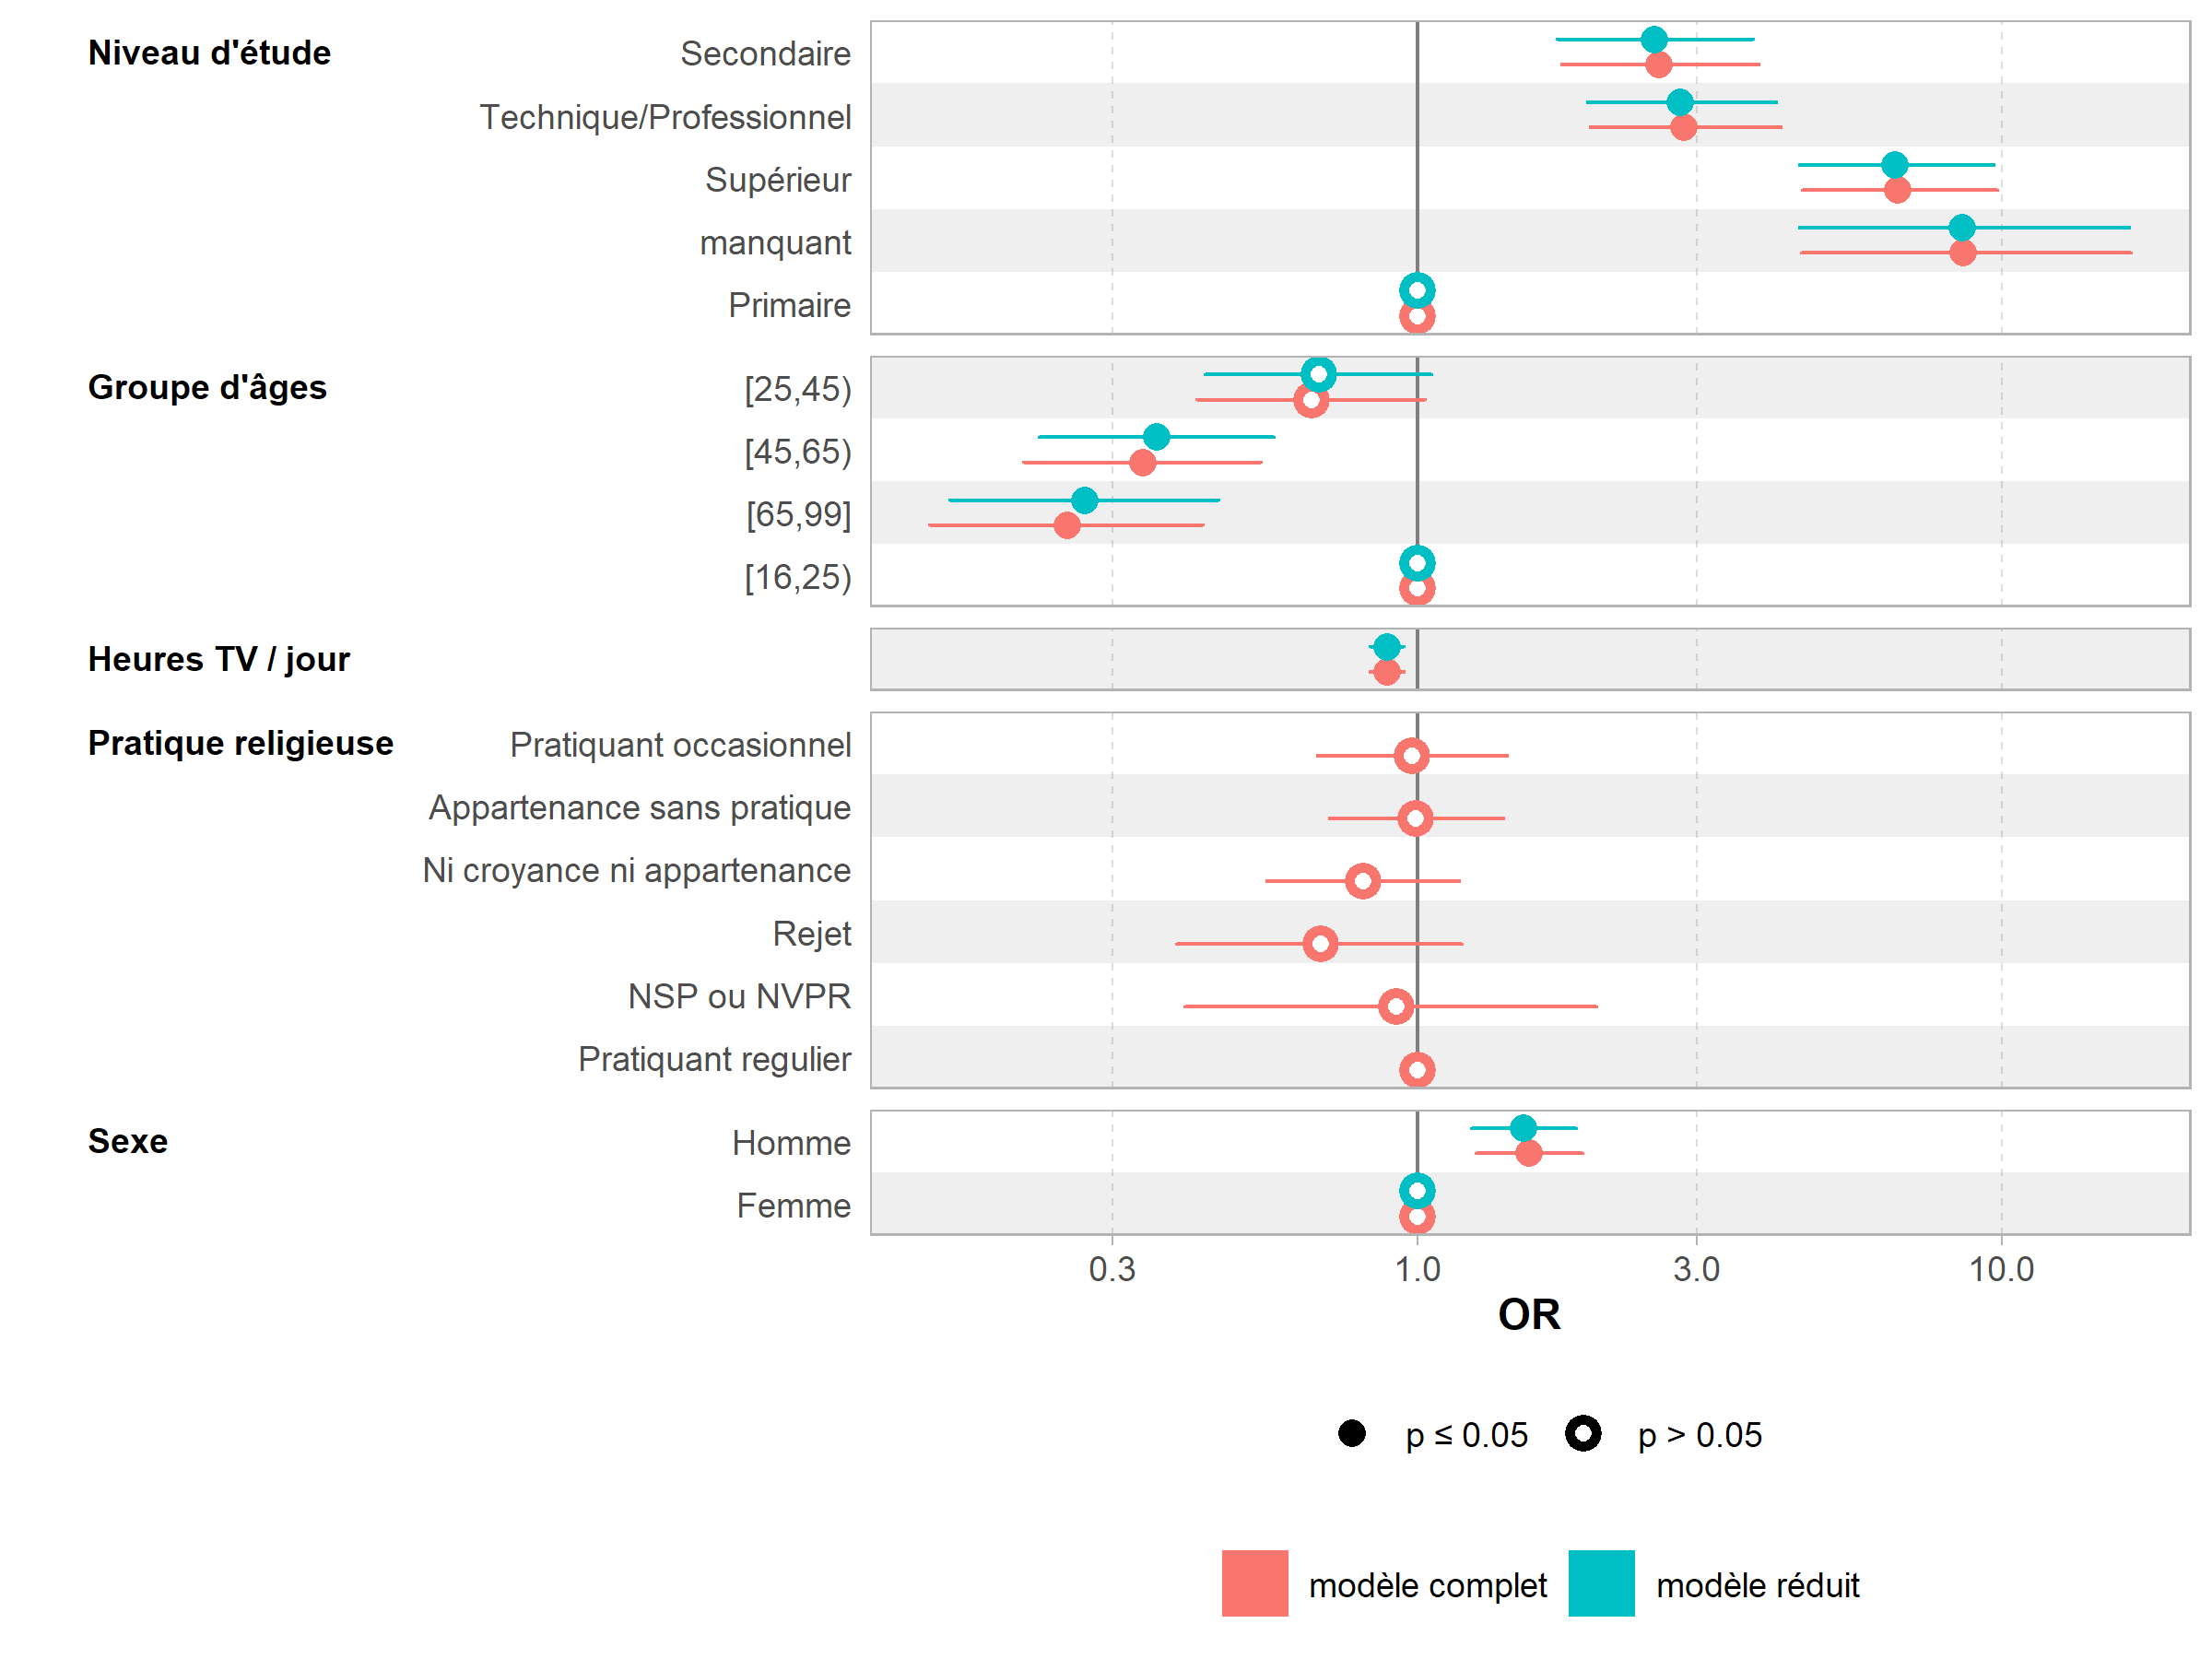 Niveau d'étude
Secondaire
Technique/Professionnel
Supérieur
manquant
Primaire
Groupe d'âges
[25,45)
[45,65)
[65,99]
[16,25)
Heures TV / jour
Pratique religieuse
Pratiquant occasionnel
Appartenance sans pratique
Ni croyance ni appartenance
Rejet
NSP ou NVPR
Pratiquant regulier
Sexe
Homme
Femme
0.3 1.0 3.0 10.0
OR
p ≤ 0.05 p > 0.05
modèle complet modèle réduit